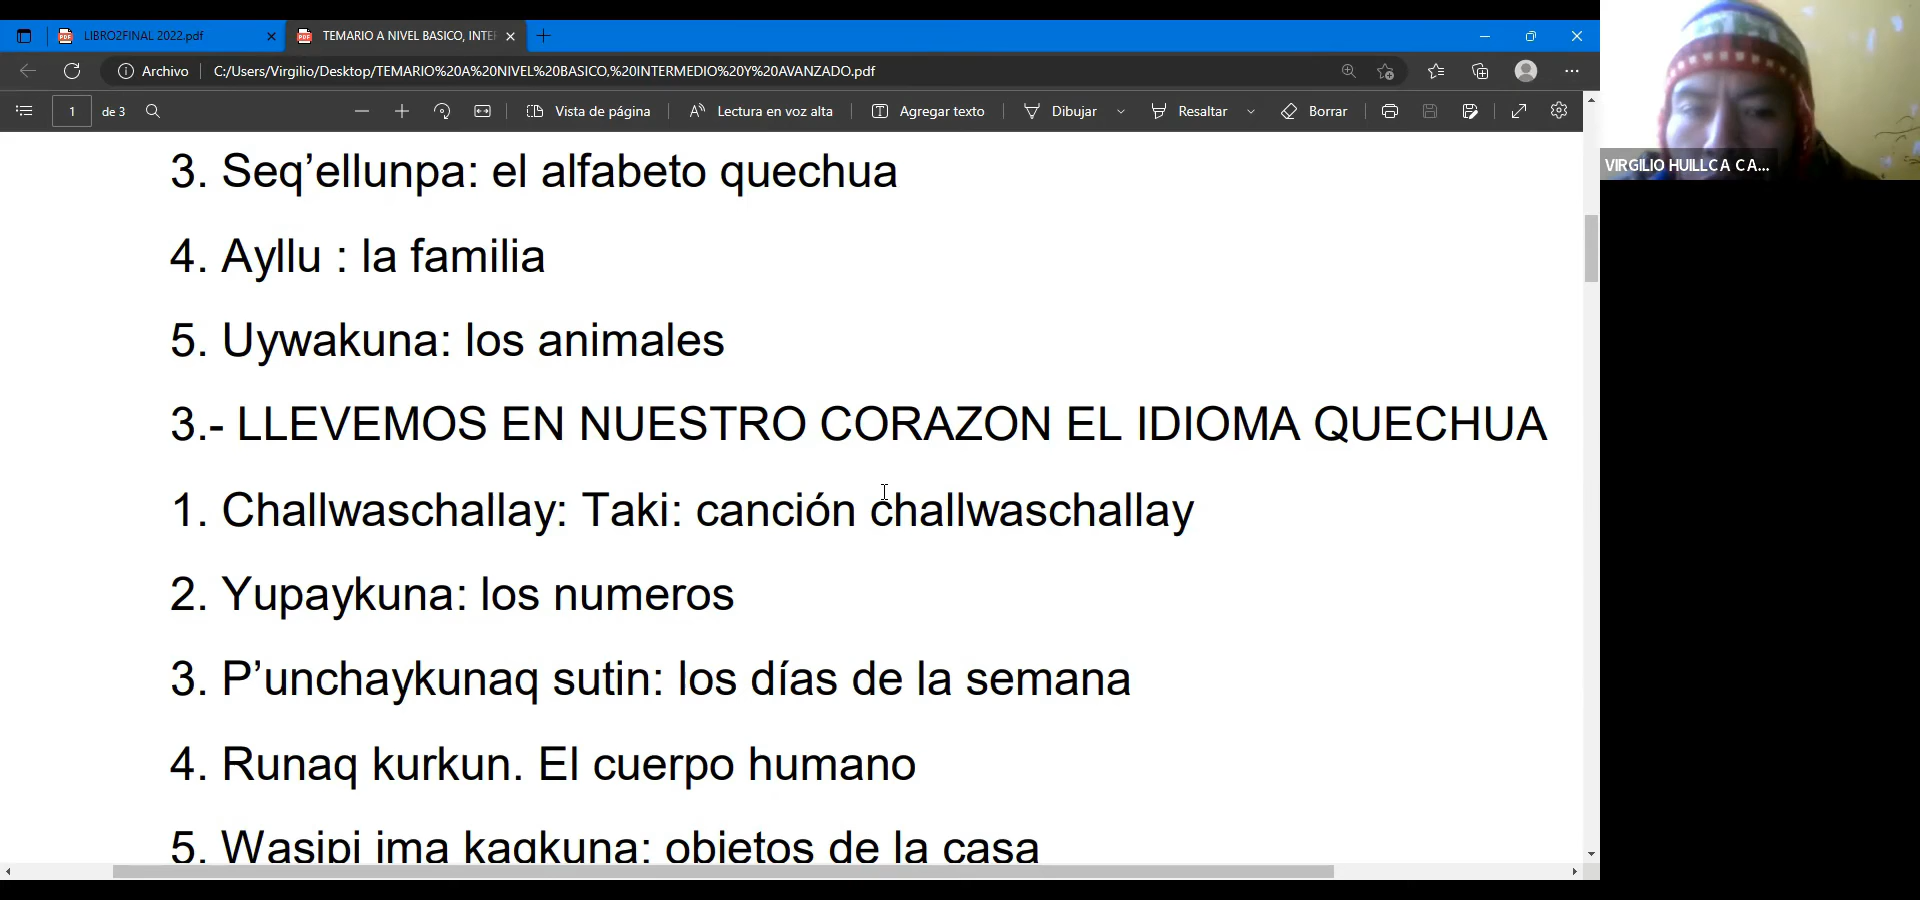 LIBRO2FINAL 2022.pdf
TEMARIO A NIVEL BASICO, INTE
Archivo
C:/Users/Virgilio/Desktop/TEMARIO%20A%20NIVEL%20BASICO,%20INTERMEDIO%20Y%20AVANZADO.pdf
1 de 3
Vista de página
Lectura en voz alta
Agregar texto
Dibujar
Resaltar
Borrar
VIRGILIO HUILLCA CA...
3. Seq’ellunpa: el alfabeto quechua
4. Ayllu : la familia
5. Uywakuna: los animales
3.- LLEVEMOS EN NUESTRO CORAZON EL IDIOMA QUECHUA
1. Challwaschallay: Taki: canción challwaschallay
2. Yupaykuna: los numeros
3. P’unchaykunaq sutin: los días de la semana
4. Runaq kurkun. El cuerpo humano
5. Wasipi ima kaqkuna: objetos de la casa